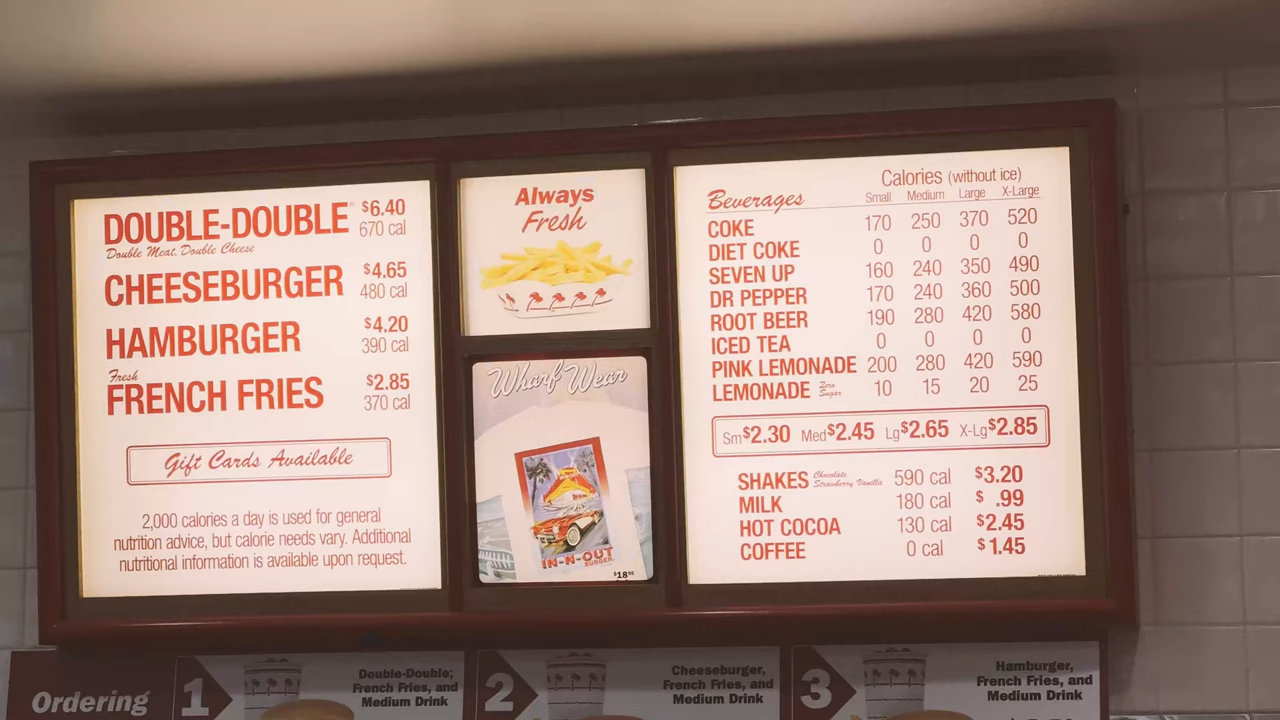 DOUBLE-DOUBLE® $6.40
Double Meat. Double Cheese 670 cal
CHEESEBURGER $4.65
480 cal
HAMBURGER $4.20
390 cal
Fresh
FRENCH FRIES $2.85
370 cal
Gift Cards Available
2,000 calories a day is used for general
nutrition advice, but calorie needs vary. Additional
nutritional information is available upon request.
Always
Fresh
Wharf Wear
IN-N-OUT
BURGER
$18
Calories (without ice)
Beverages Small Medium Large X-Large
COKE 170 250 370 520
DIET COKE 0 0 0 0
SEVEN UP 160 240 350 490
DR PEPPER 170 240 360 500
ROOT BEER 190 280 420 580
ICED TEA 0 0 0 0
PINK LEMONADE 200 280 420 590
LEMONADE Zero Sugar 10 15 20 25
Sm $2.30 Med $2.45 Lg $2.65 X-Lg $2.85
SHAKES Chocolate Strawberry Vanilla 590 cal $3.20
MILK 180 cal $ .99
HOT COCOA 130 cal $2.45
COFFEE 0 cal $1.45
Ordering
1
Double-Double,
French Fries, and
Medium Drink
2
Cheeseburger,
French Fries, and
Medium Drink
3
Hamburger,
French Fries, and
Medium Drink